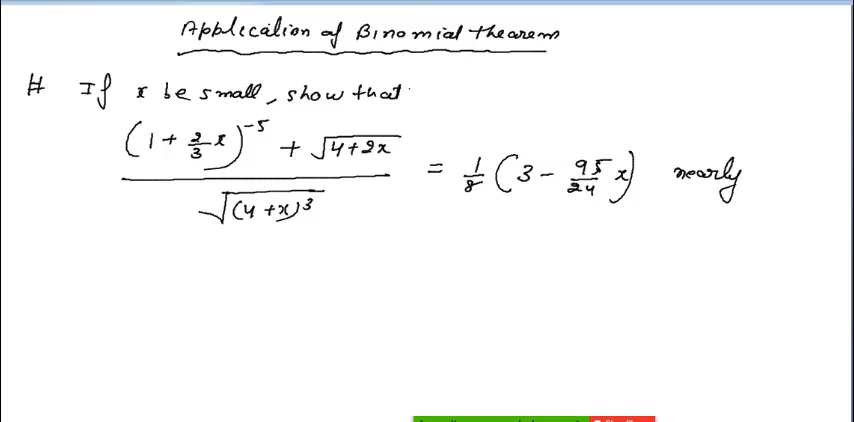 Application of Binomial theorem
# If x be small, show that
(1 + 2/3 x)^-5 + √4+2x / √(4+x)^3 = 1/8 (3 - 95/24 x) nearly